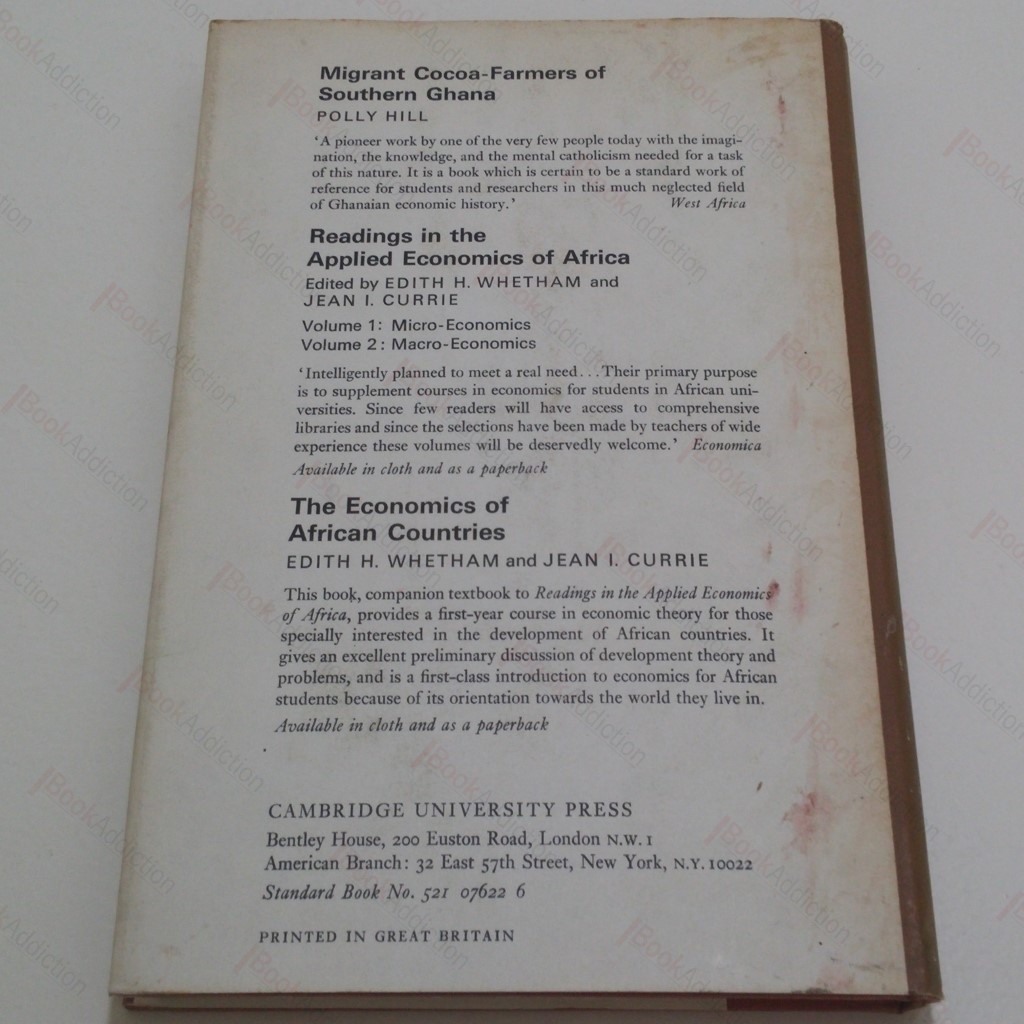 Migrant Cocoa-Farmers of
Southern Ghana
POLLY HILL
‘A pioneer work by one of the very few people today with the imagi-
nation, the knowledge, and the mental catholicism needed for a task
of this nature. It is a book which is certain to be a standard work of
reference for students and researchers in this much neglected field
of Ghanaian economic history.’ West Africa
Readings in the
Applied Economics of Africa
Edited by EDITH H. WHETHAM and
JEAN I. CURRIE
Volume 1: Micro-Economics
Volume 2: Macro-Economics
‘Intelligently planned to meet a real need...Their primary purpose
is to supplement courses in economics for students in African uni-
versities. Since few readers will have access to comprehensive
libraries and since the selections have been made by teachers of wide
experience these volumes will be deservedly welcome.’ Economica
Available in cloth and as a paperback
The Economics of
African Countries
EDITH H. WHETHAM and JEAN I. CURRIE
This book, companion textbook to Readings in the Applied Economics
of Africa, provides a first-year course in economic theory for those
specially interested in the development of African countries. It
gives an excellent preliminary discussion of development theory and
problems, and is a first-class introduction to economics for African
students because of its orientation towards the world they live in.
Available in cloth and as a paperback
CAMBRIDGE UNIVERSITY PRESS
Bentley House, 200 Euston Road, London N.W.1
American Branch: 32 East 57th Street, New York, N.Y. 10022
Standard Book No. 521 07622 6
PRINTED IN GREAT BRITAIN